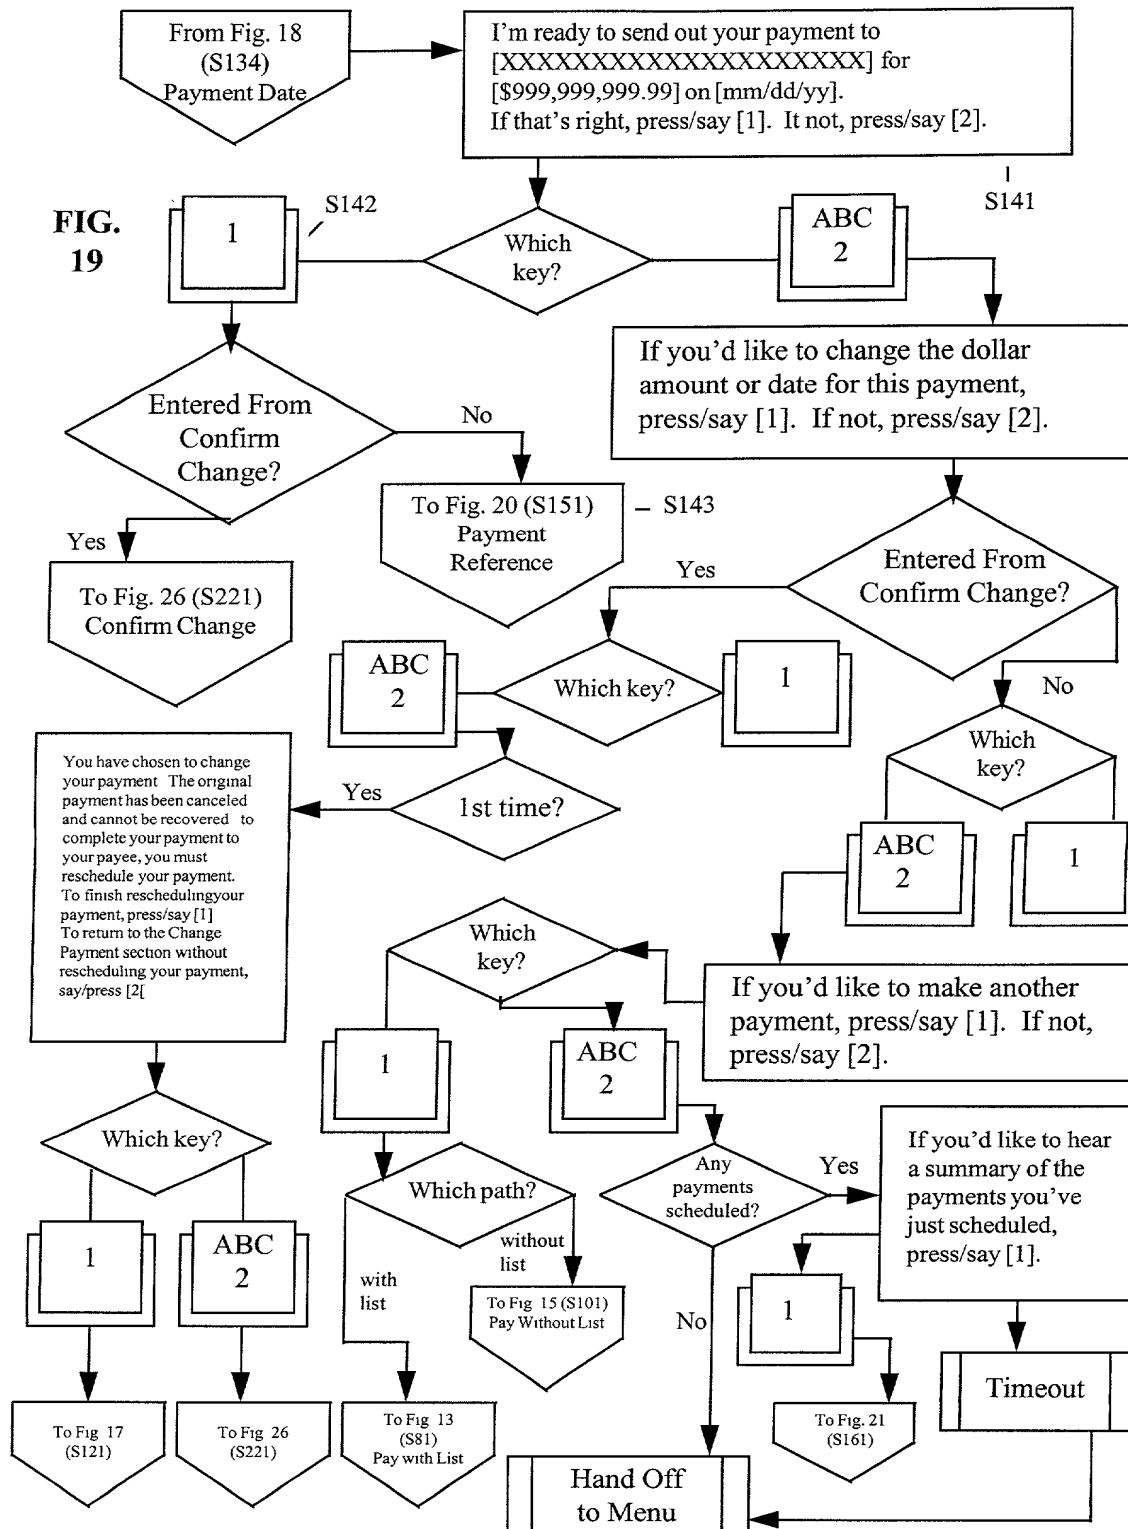 From Fig. 18
(S134)
Payment Date
I'm ready to send out your payment to
[XXXXXXXXXXXXXXXXXXXX] for
[$999,999,999.99] on [mm/dd/yy].
If that's right, press/say [1]. It not, press/say [2].
S141
FIG.
19
1
S142
Which
key?
ABC
2
If you'd like to change the dollar
amount or date for this payment,
press/say [1]. If not, press/say [2].
Entered From
Confirm
Change?
No
To Fig. 20 (S151)
Payment
Reference
S143
Yes
To Fig. 26 (S221)
Confirm Change
Entered From
Confirm Change?
Yes
No
ABC
2
Which key?
1
Which
key?
ABC
2
1
1st time?
Yes
You have chosen to change
your payment The original
payment has been canceled
and cannot be recovered to
complete your payment to
your payee, you must
reschedule your payment.
To finish reschedulingyour
payment, press/say [1]
To return to the Change
Payment section without
rescheduling your payment,
say/press [2[
Which
key?
If you'd like to make another
payment, press/say [1]. If not,
press/say [2].
1
ABC
2
Which key?
Which path?
Any
payments
scheduled?
Yes
If you'd like to hear
a summary of the
payments you've
just scheduled,
press/say [1].
1
ABC
2
with
list
without
list
To Fig 15 (S101)
Pay Without List
No
1
Timeout
To Fig 17
(S121)
To Fig 26
(S221)
To Fig 13
(S81)
Pay with List
To Fig. 21
(S161)
Hand Off
to Menu